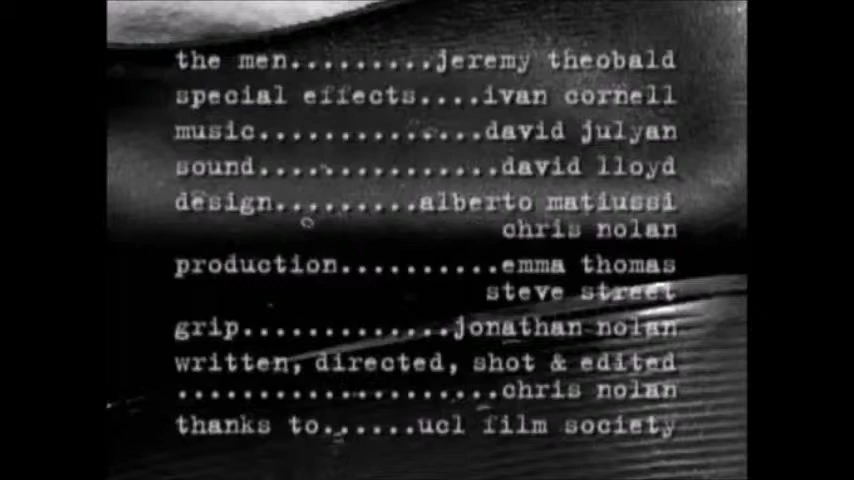 the men.........jeremy theobald
special effects....ivan cornell
music..............david julyan
sound...............david lloyd
design.........alberto matiussi
chris nolan
production..........emma thomas
steve street
grip.............jonathan nolan
written, directed, shot & edited
....................chris nolan
thanks to......ucl film society